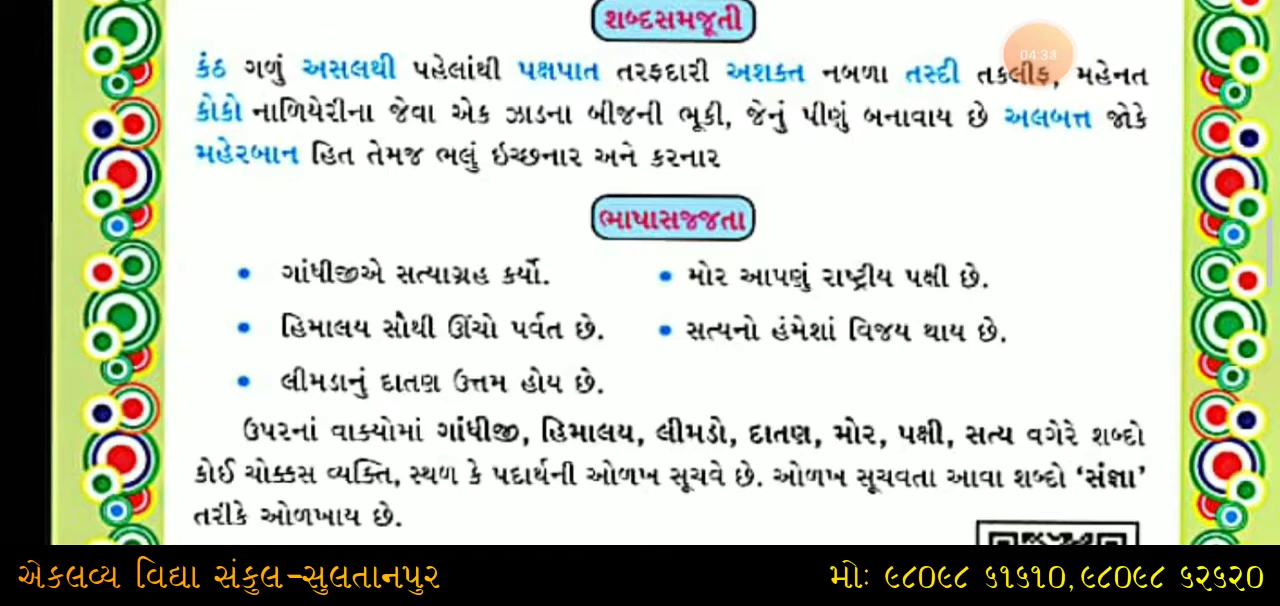 શબ્દસમજૂતી
04:33
કંઠ ગળું અસલથી પહેલાંથી પક્ષપાત તરફદારી અશક્ત નબળા તસ્દી તકલીફ, મહેનત
કોકો નાળિયેરીના જેવા એક ઝાડના બીજની ભૂકી, જેનું પીણું બનાવાય છે અલબત્ત જોકે
મહેરબાન હિત તેમજ ભલું ઇચ્છનાર અને કરનાર
ભાષાસજ્જતા
• ગાંધીજીએ સત્યાગ્રહ કર્યો. • મોર આપણું રાષ્ટ્રીય પક્ષી છે.
• હિમાલય સૌથી ઊંચો પર્વત છે. • સત્યનો હંમેશાં વિજય થાય છે.
• લીમડાનું દાતણ ઉત્તમ હોય છે.
ઉપરનાં વાક્યોમાં ગાંધીજી, હિમાલય, લીમડો, દાતણ, મોર, પક્ષી, સત્ય વગેરે શબ્દો
કોઈ ચોક્કસ વ્યક્તિ, સ્થળ કે પદાર્થની ઓળખ સૂચવે છે. ઓળખ સૂચવતા આવા શબ્દો ‘સંજ્ઞા’
તરીકે ઓળખાય છે.
એકલવ્ય વિદ્યા સંકુલ-સુલતાનપુર મોઃ ૯૮૦૯૮ ૬૧૬૧૦,૯૮૦૯૮ ૬૨૬૨૦